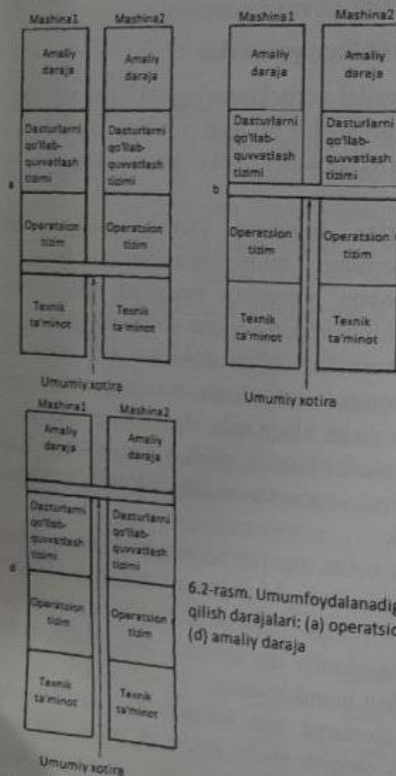 Mashina1 Mashina2
Amaliy daraja
Amaliy daraja
Dasturlarni qo'llab-quvvatlash tizimi
Dasturlarni qo'llab-quvvatlash tizimi
a
Operatsion tizim
Operatsion tizim
Texnik ta'minot
Texnik ta'minot
Umumiy xotira
Mashina1 Mashina2
Amaliy daraja
Amaliy daraja
Dasturlarni qo'llab-quvvatlash tizimi
Dasturlarni qo'llab-quvvatlash tizimi
b
Operatsion tizim
Operatsion tizim
Texnik ta'minot
Texnik ta'minot
Umumiy xotira
Mashina1 Mashina2
Amaliy daraja
Amaliy daraja
Dasturlarni qo'llab-quvvatlash tizimi
Dasturlarni qo'llab-quvvatlash tizimi
d
Operatsion tizim
Operatsion tizim
Texnik ta'minot
Texnik ta'minot
Umumiy xotira
6.2-rasm. Umumfoydalanadig
qilish darajalari: (a) operatsio
(d) amaliy daraja